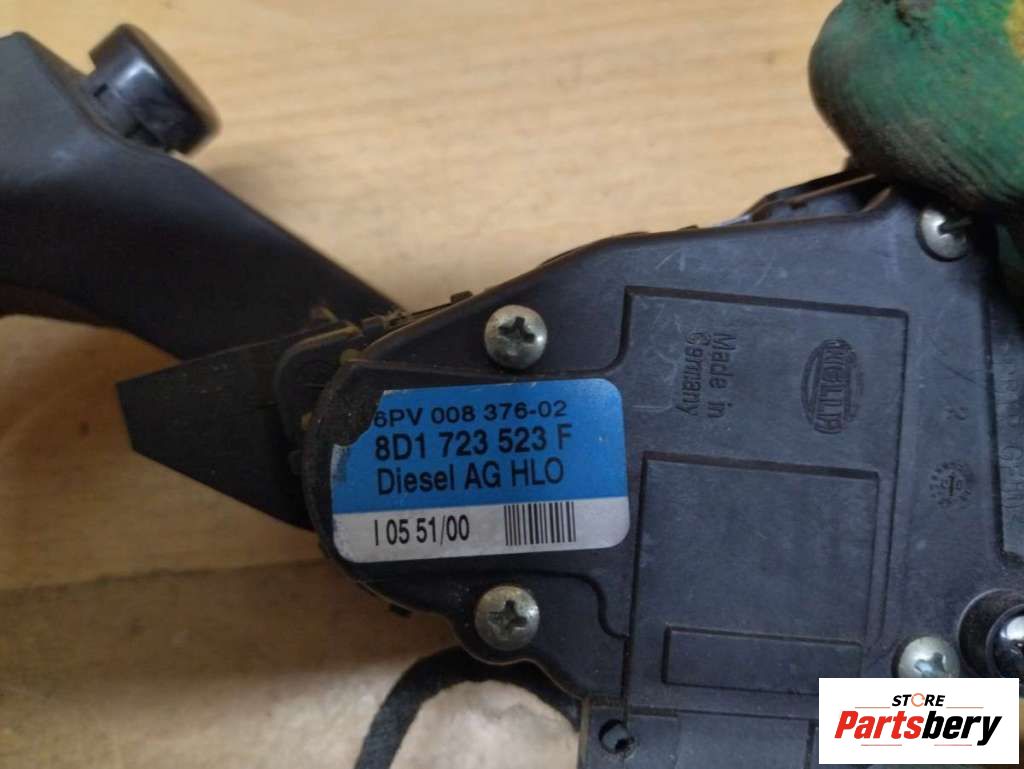 6PV 008 376-02
8D1 723 523 F
Diesel AG HLO
I 05 51/00
Made in
Germany
HELLA
2
STORE
Partsbery